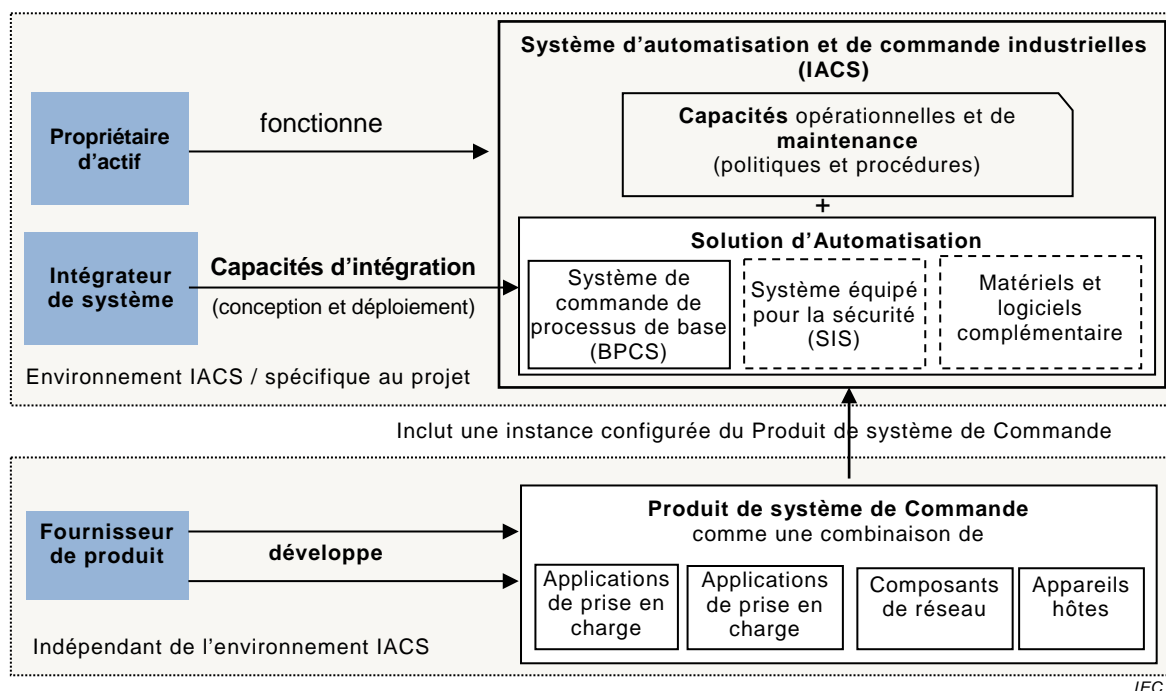 Système d'automatisation et de commande industrielles
(IACS)
Capacités opérationnelles et de
maintenance
(politiques et procédures)
Propriétaire
d'actif
fonctionne
+
Solution d'Automatisation
Intégrateur
de système
Capacités d'intégration
(conception et déploiement)
Système de
commande de
processus de base
(BPCS)
Système équipé
pour la sécurité
(SIS)
Matériels et
logiciels
complémentaire
Environnement IACS / spécifique au projet
Inclut une instance configurée du Produit de système de Commande
Fournisseur
de produit
développe
Produit de système de Commande
comme une combinaison de
Applications
de prise en
charge
Applications
de prise en
charge
Composants
de réseau
Appareils
hôtes
Indépendant de l'environnement IACS
IEC